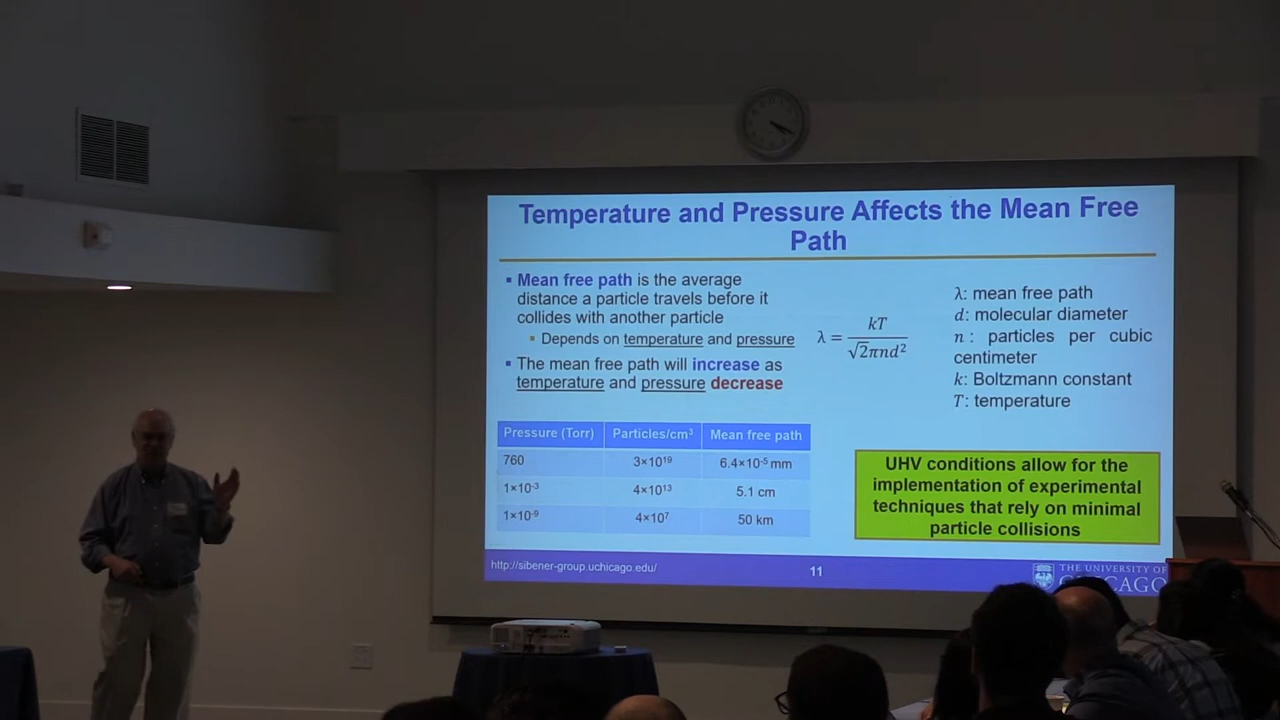 Temperature and Pressure Affects the Mean Free
Path
▪ Mean free path is the average
distance a particle travels before it
collides with another particle
▪ Depends on temperature and pressure
▪ The mean free path will increase as
temperature and pressure decrease
λ = kT / √2πnd²
λ: mean free path
d: molecular diameter
n : particles per cubic
centimeter
k: Boltzmann constant
T: temperature
Pressure (Torr) Particles/cm³ Mean free path
760 3×10¹⁹ 6.4×10⁻⁵ mm
1×10⁻³ 4×10¹³ 5.1 cm
1×10⁻⁹ 4×10⁷ 50 km
UHV conditions allow for the
implementation of experimental
techniques that rely on minimal
particle collisions
http://sibener-group.uchicago.edu/
11
THE UNIVERSITY OF
CHICAGO